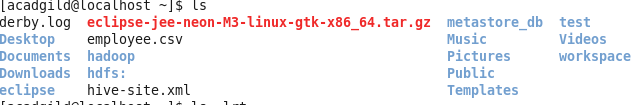 [acadgild@localhost ~]$ ls
derby.log  eclipse-jee-neon-M3-linux-gtk-x86_64.tar.gz  metastore_db  test
Desktop    employee.csv                                 Music         Videos
Documents  hadoop                                       Pictures      workspace
Downloads  hdfs:                                        Public
eclipse    hive-site.xml                                Templates
[acadgild@localhost ~]$ ls -lrt